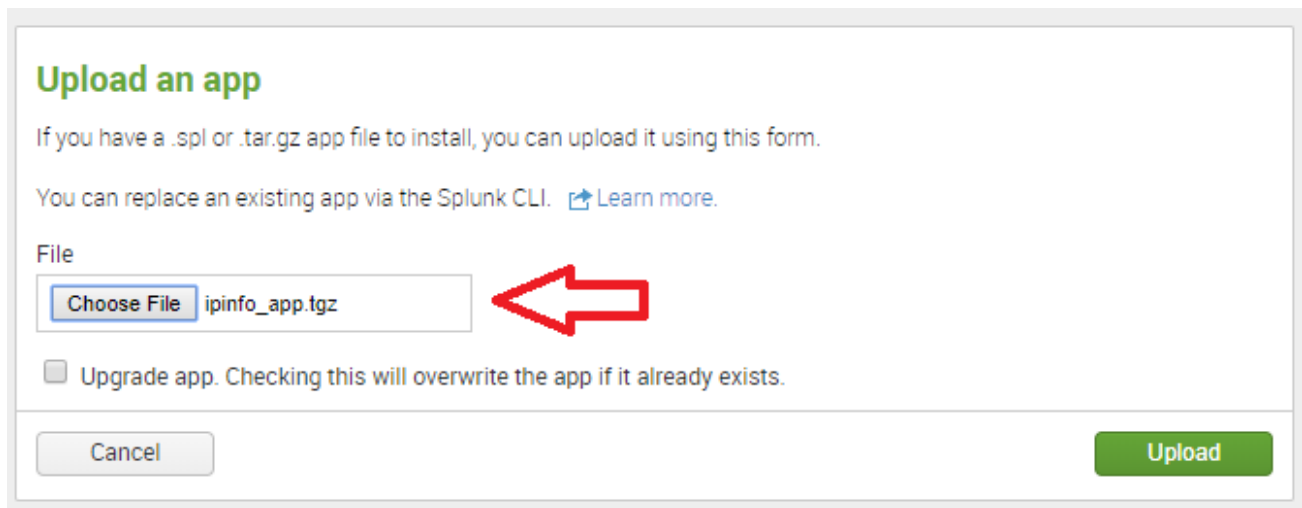 Upload an app
If you have a .spl or .tar.gz app file to install, you can upload it using this form.
You can replace an existing app via the Splunk CLI. Learn more.
File
Choose File ipinfo_app.tgz
Upgrade app. Checking this will overwrite the app if it already exists.
Cancel Upload